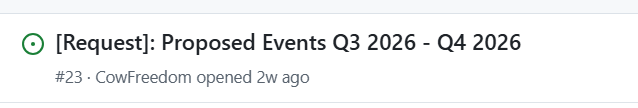 [Request]: Proposed Events Q3 2026 - Q4 2026
#23 · CowFreedom opened 2w ago